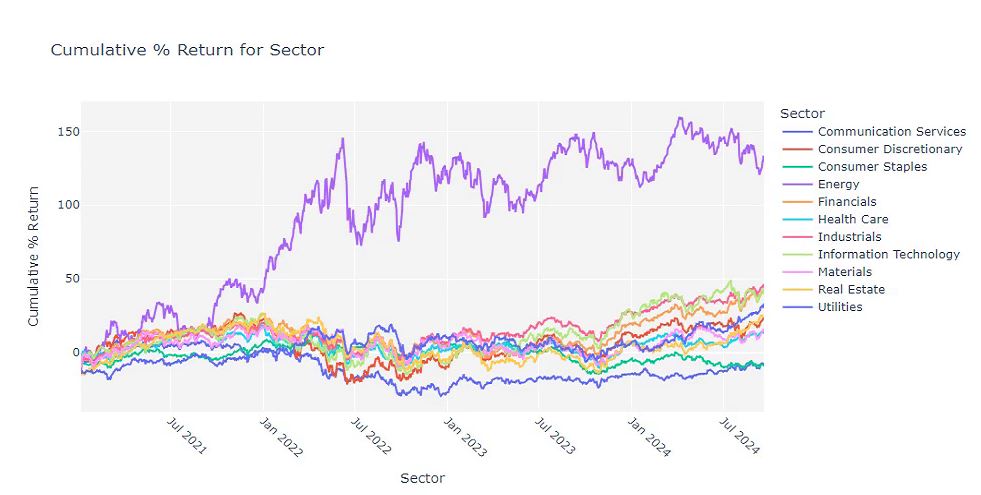 Cumulative % Return for Sector
Cumulative % Return
150
100
50
0
Jul 2021
Jan 2022
Jul 2022
Jan 2023
Jul 2023
Jan 2024
Jul 2024
Sector
Sector
Communication Services
Consumer Discretionary
Consumer Staples
Energy
Financials
Health Care
Industrials
Information Technology
Materials
Real Estate
Utilities